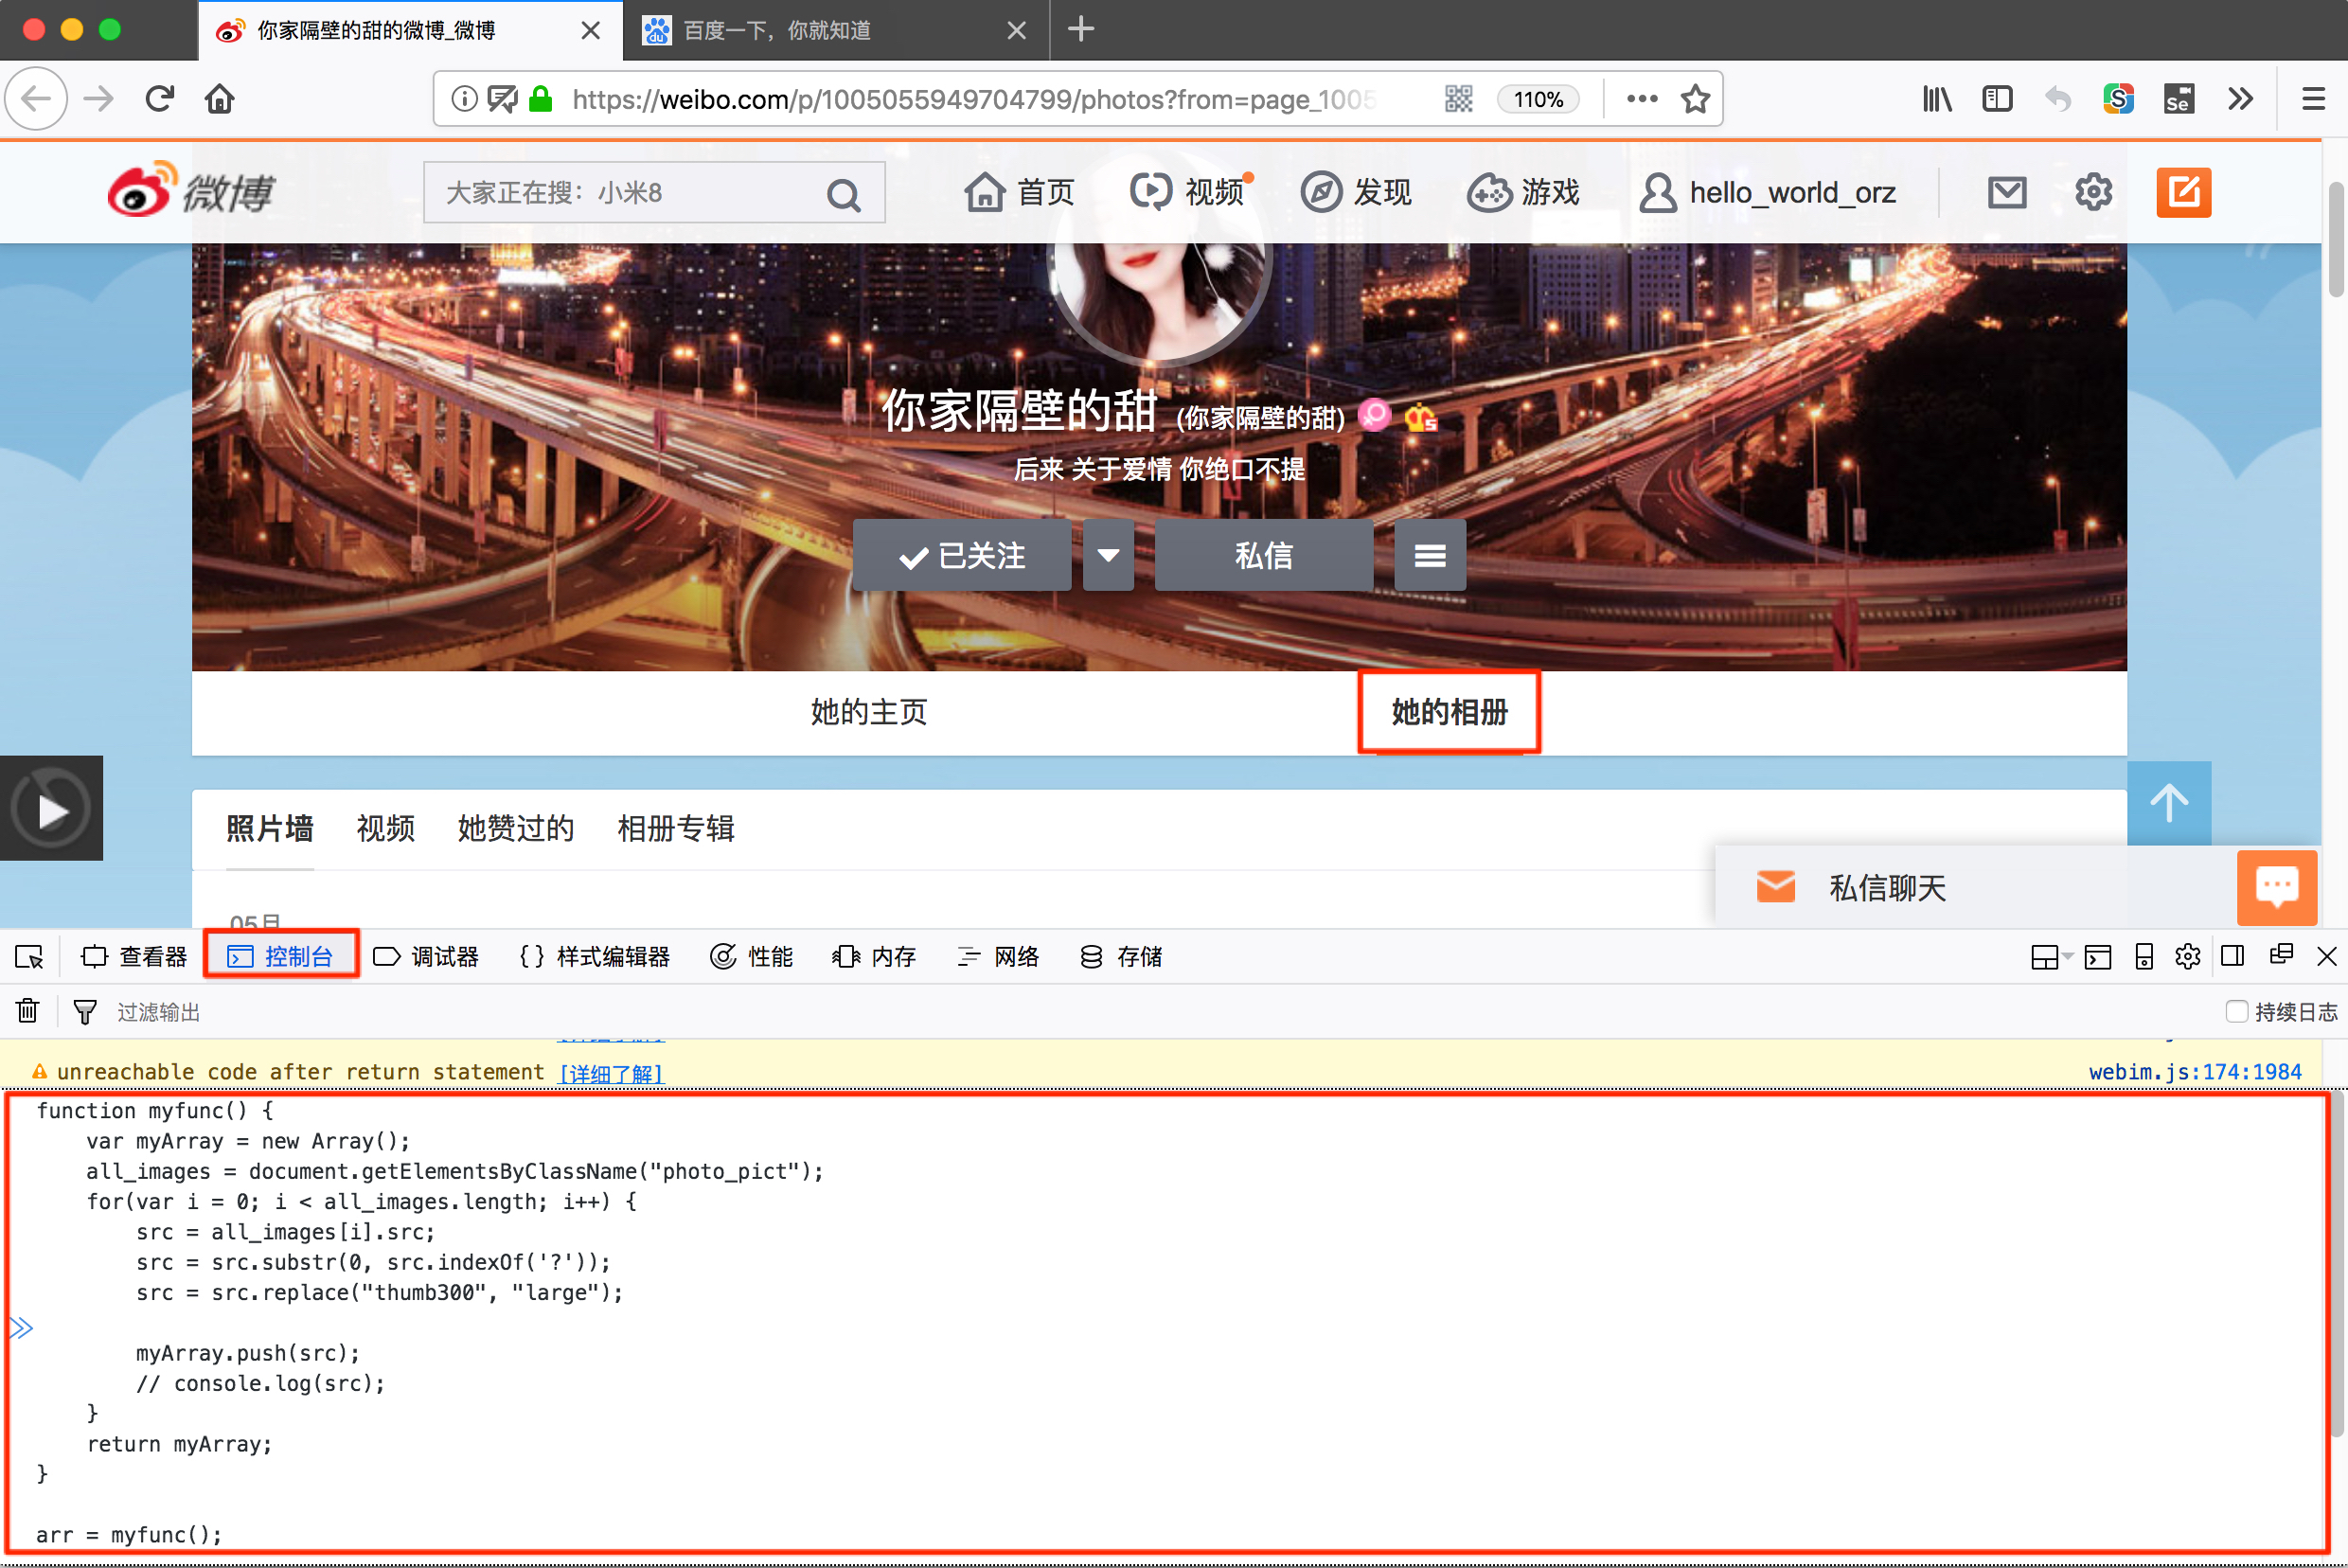 你家隔壁的甜的微博_微博
百度一下，你就知道
https://weibo.com/p/1005055949704799/photos?from=page_1005
110%
微博
大家正在搜：小米8
首页
视频
发现
游戏
hello_world_orz
你家隔壁的甜 (你家隔壁的甜)
后来 关于爱情 你绝口不提
已关注
私信
她的主页
她的相册
照片墙
视频
她赞过的
相册专辑
私信聊天
05月
查看器
控制台
调试器
样式编辑器
性能
内存
网络
存储
过滤输出
持续日志
unreachable code after return statement [详细了解]
webim.js:174:1984
function myfunc() {
    var myArray = new Array();
    all_images = document.getElementsByClassName("photo_pict");
    for(var i = 0; i < all_images.length; i++) {
        src = all_images[i].src;
        src = src.substr(0, src.indexOf('?'));
        src = src.replace("thumb300", "large");
        myArray.push(src);
        // console.log(src);
    }
    return myArray;
}
arr = myfunc();